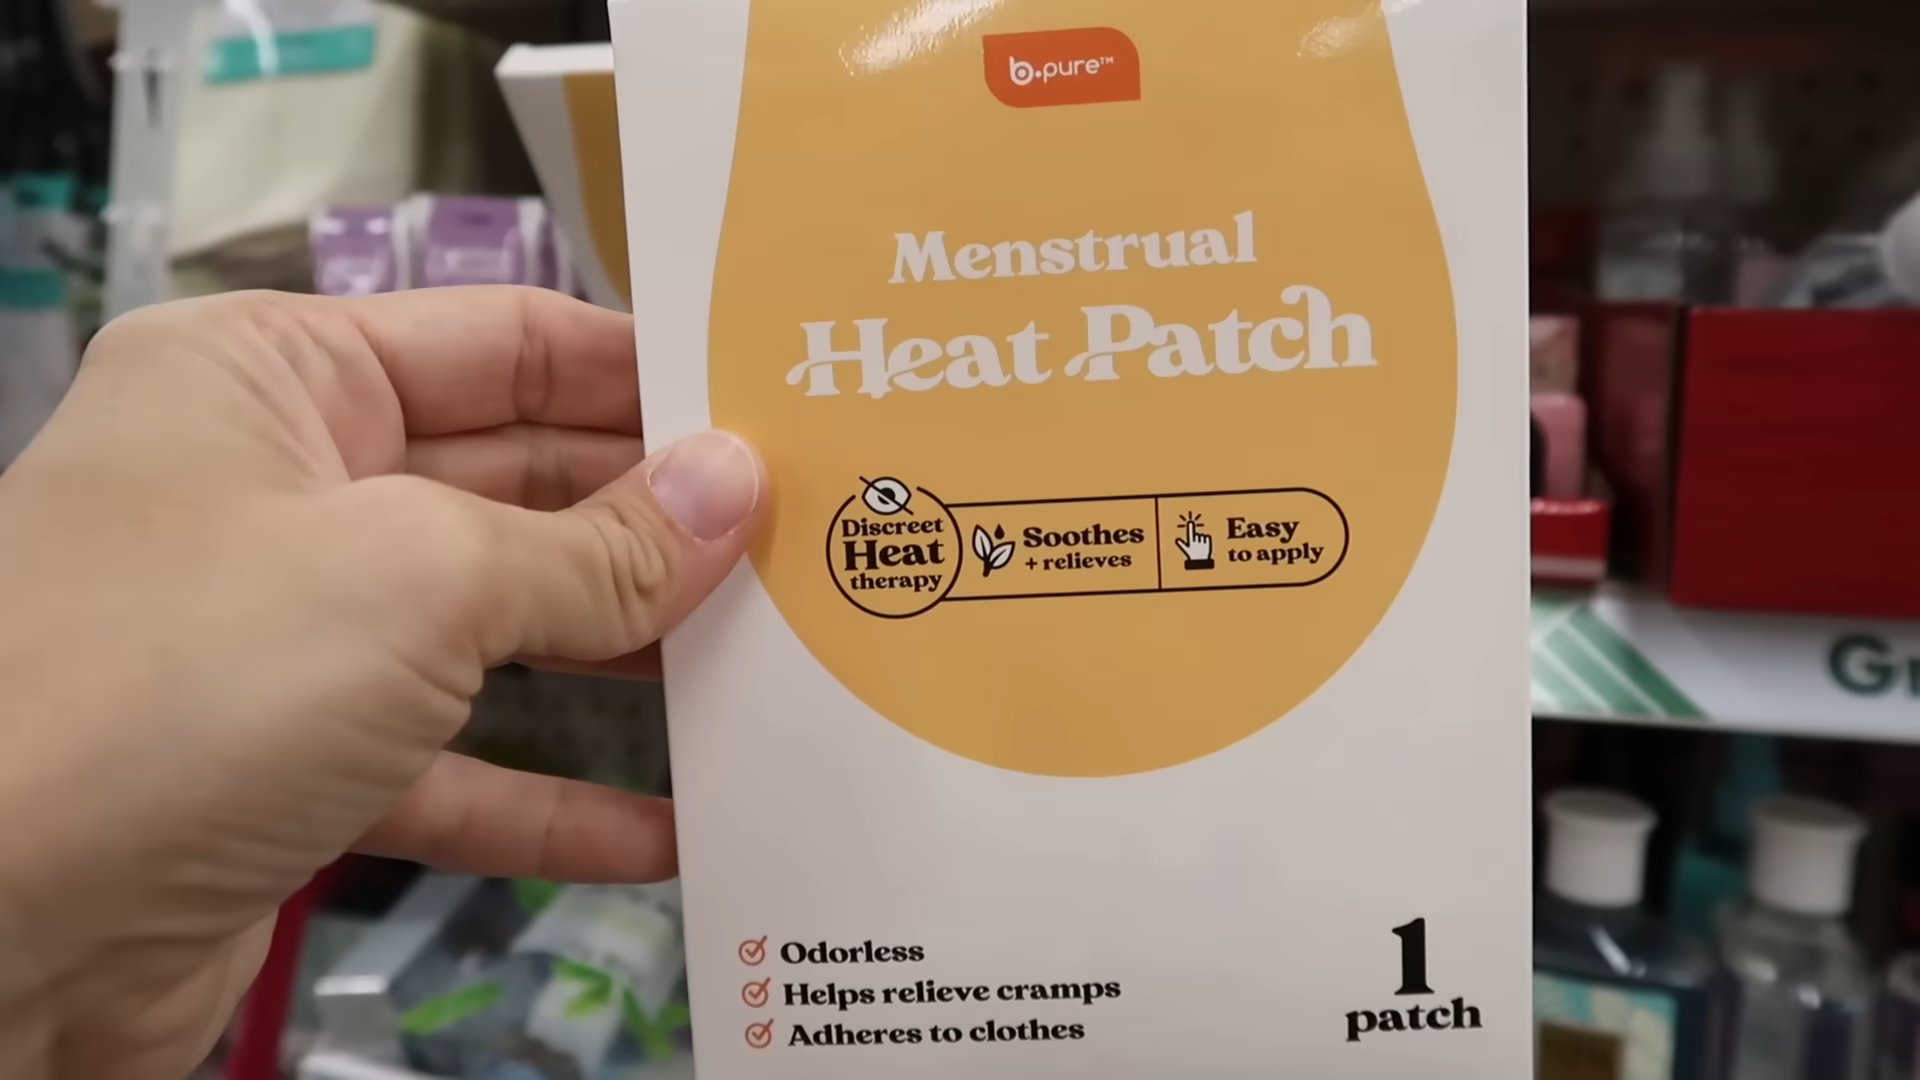 b.pure™
Menstrual
Heat Patch
Discreet
Heat
therapy
Soothes
+ relieves
Easy
to apply
Odorless
Helps relieve cramps
Adheres to clothes
1
patch